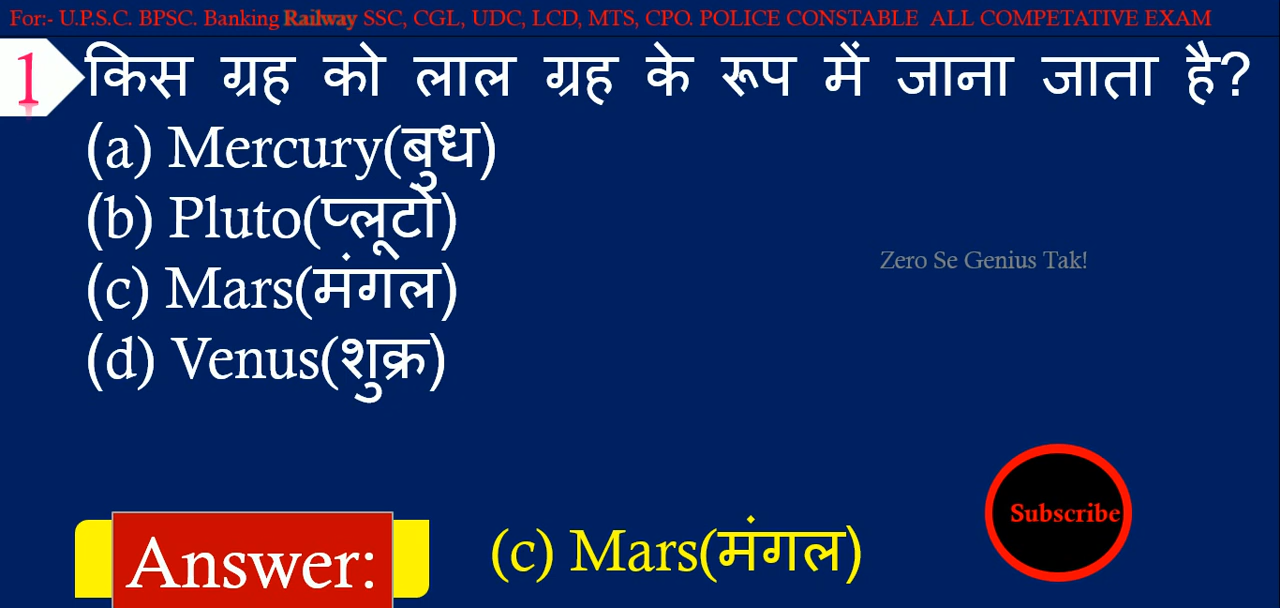 For:- U.P.S.C. BPSC. Banking Railway SSC, CGL, UDC, LCD, MTS, CPO. POLICE CONSTABLE ALL COMPETATIVE EXAM
1 किस ग्रह को लाल ग्रह के रूप में जाना जाता है?
(a) Mercury(बुध)
(b) Pluto(प्लूटो)
Zero Se Genius Tak!
(c) Mars(मंगल)
(d) Venus(शुक्र)
Subscribe
Answer: (c) Mars(मंगल)